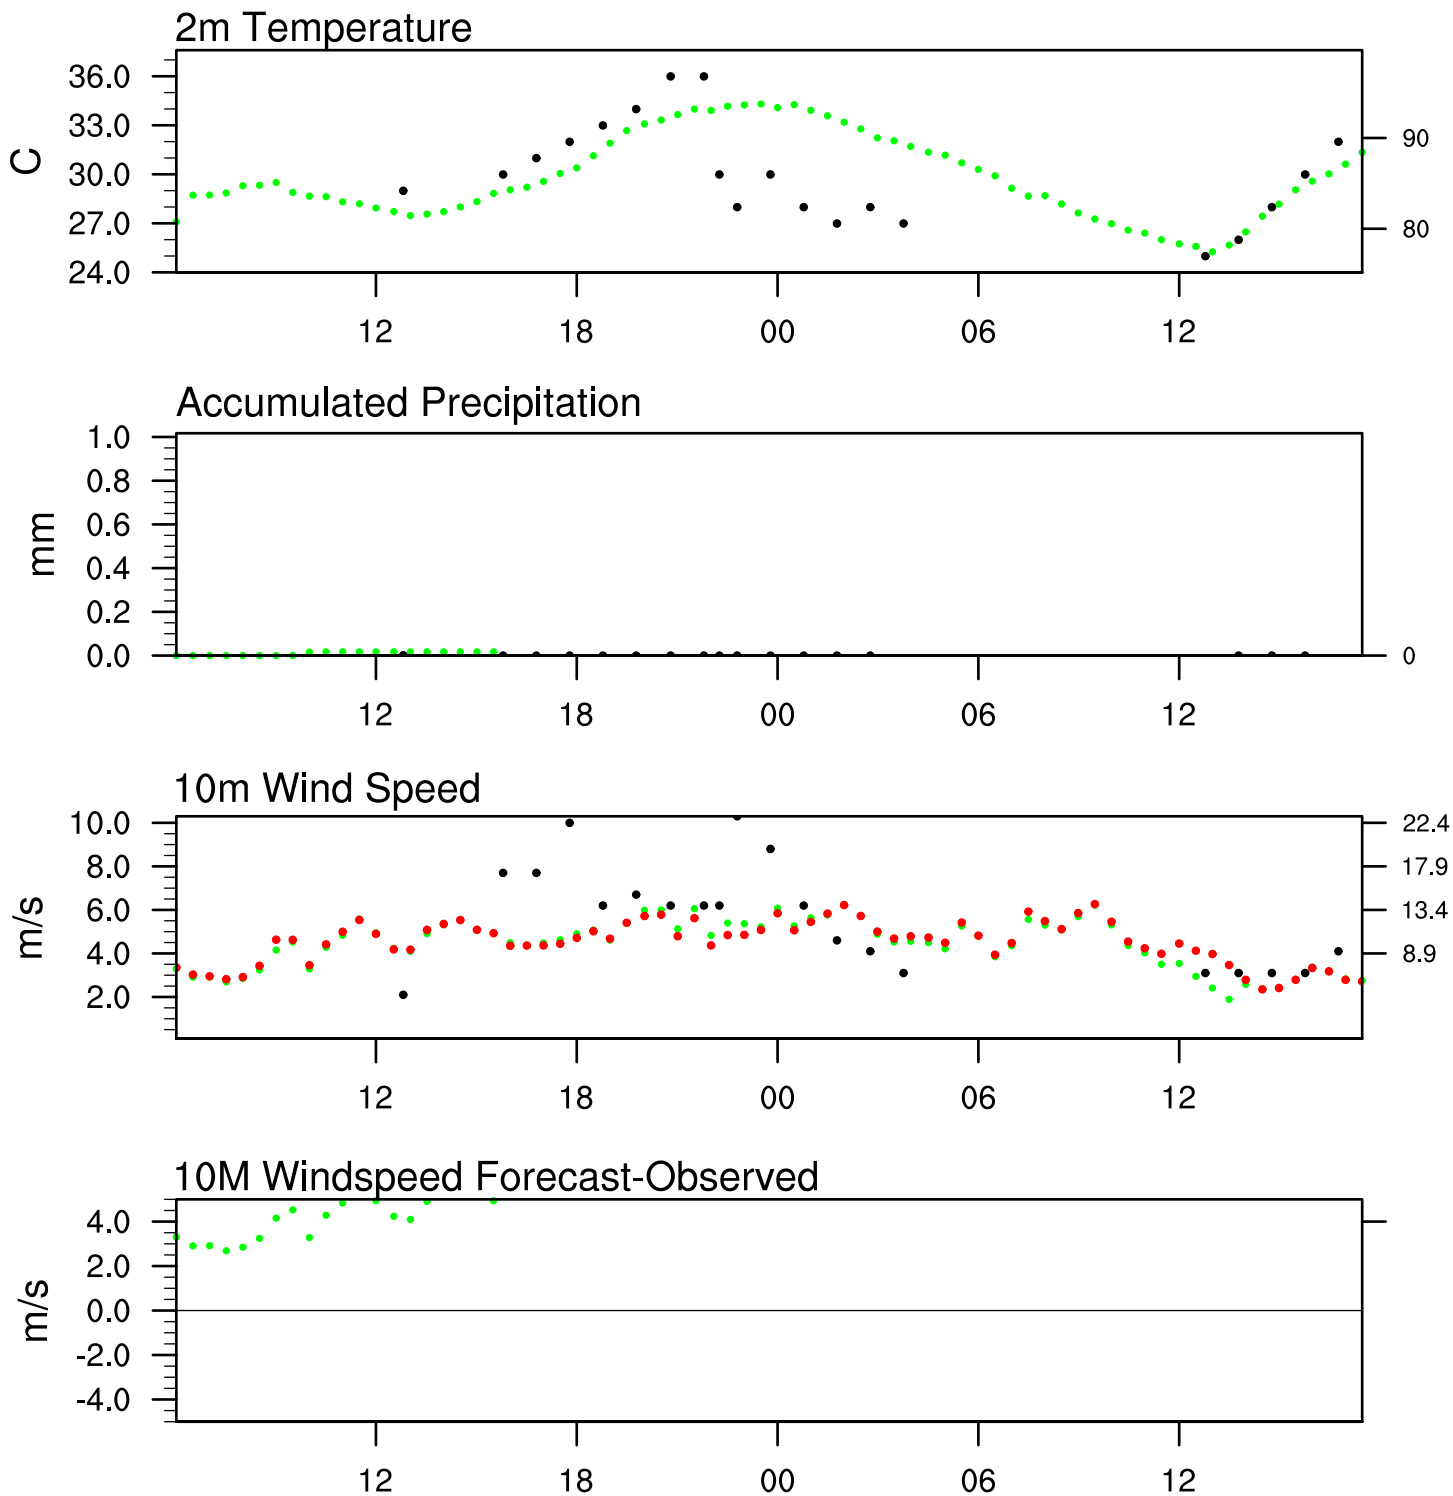 2m Temperature
36.0
33.0
30.0
27.0
24.0
C
90
80
12 18 00 06 12
Accumulated Precipitation
1.0
0.8
0.6
0.4
0.2
0.0
mm
0
12 18 00 06 12
10m Wind Speed
10.0
8.0
6.0
4.0
2.0
m/s
22.4
17.9
13.4
8.9
12 18 00 06 12
10M Windspeed Forecast-Observed
4.0
2.0
0.0
-2.0
-4.0
m/s
12 18 00 06 12